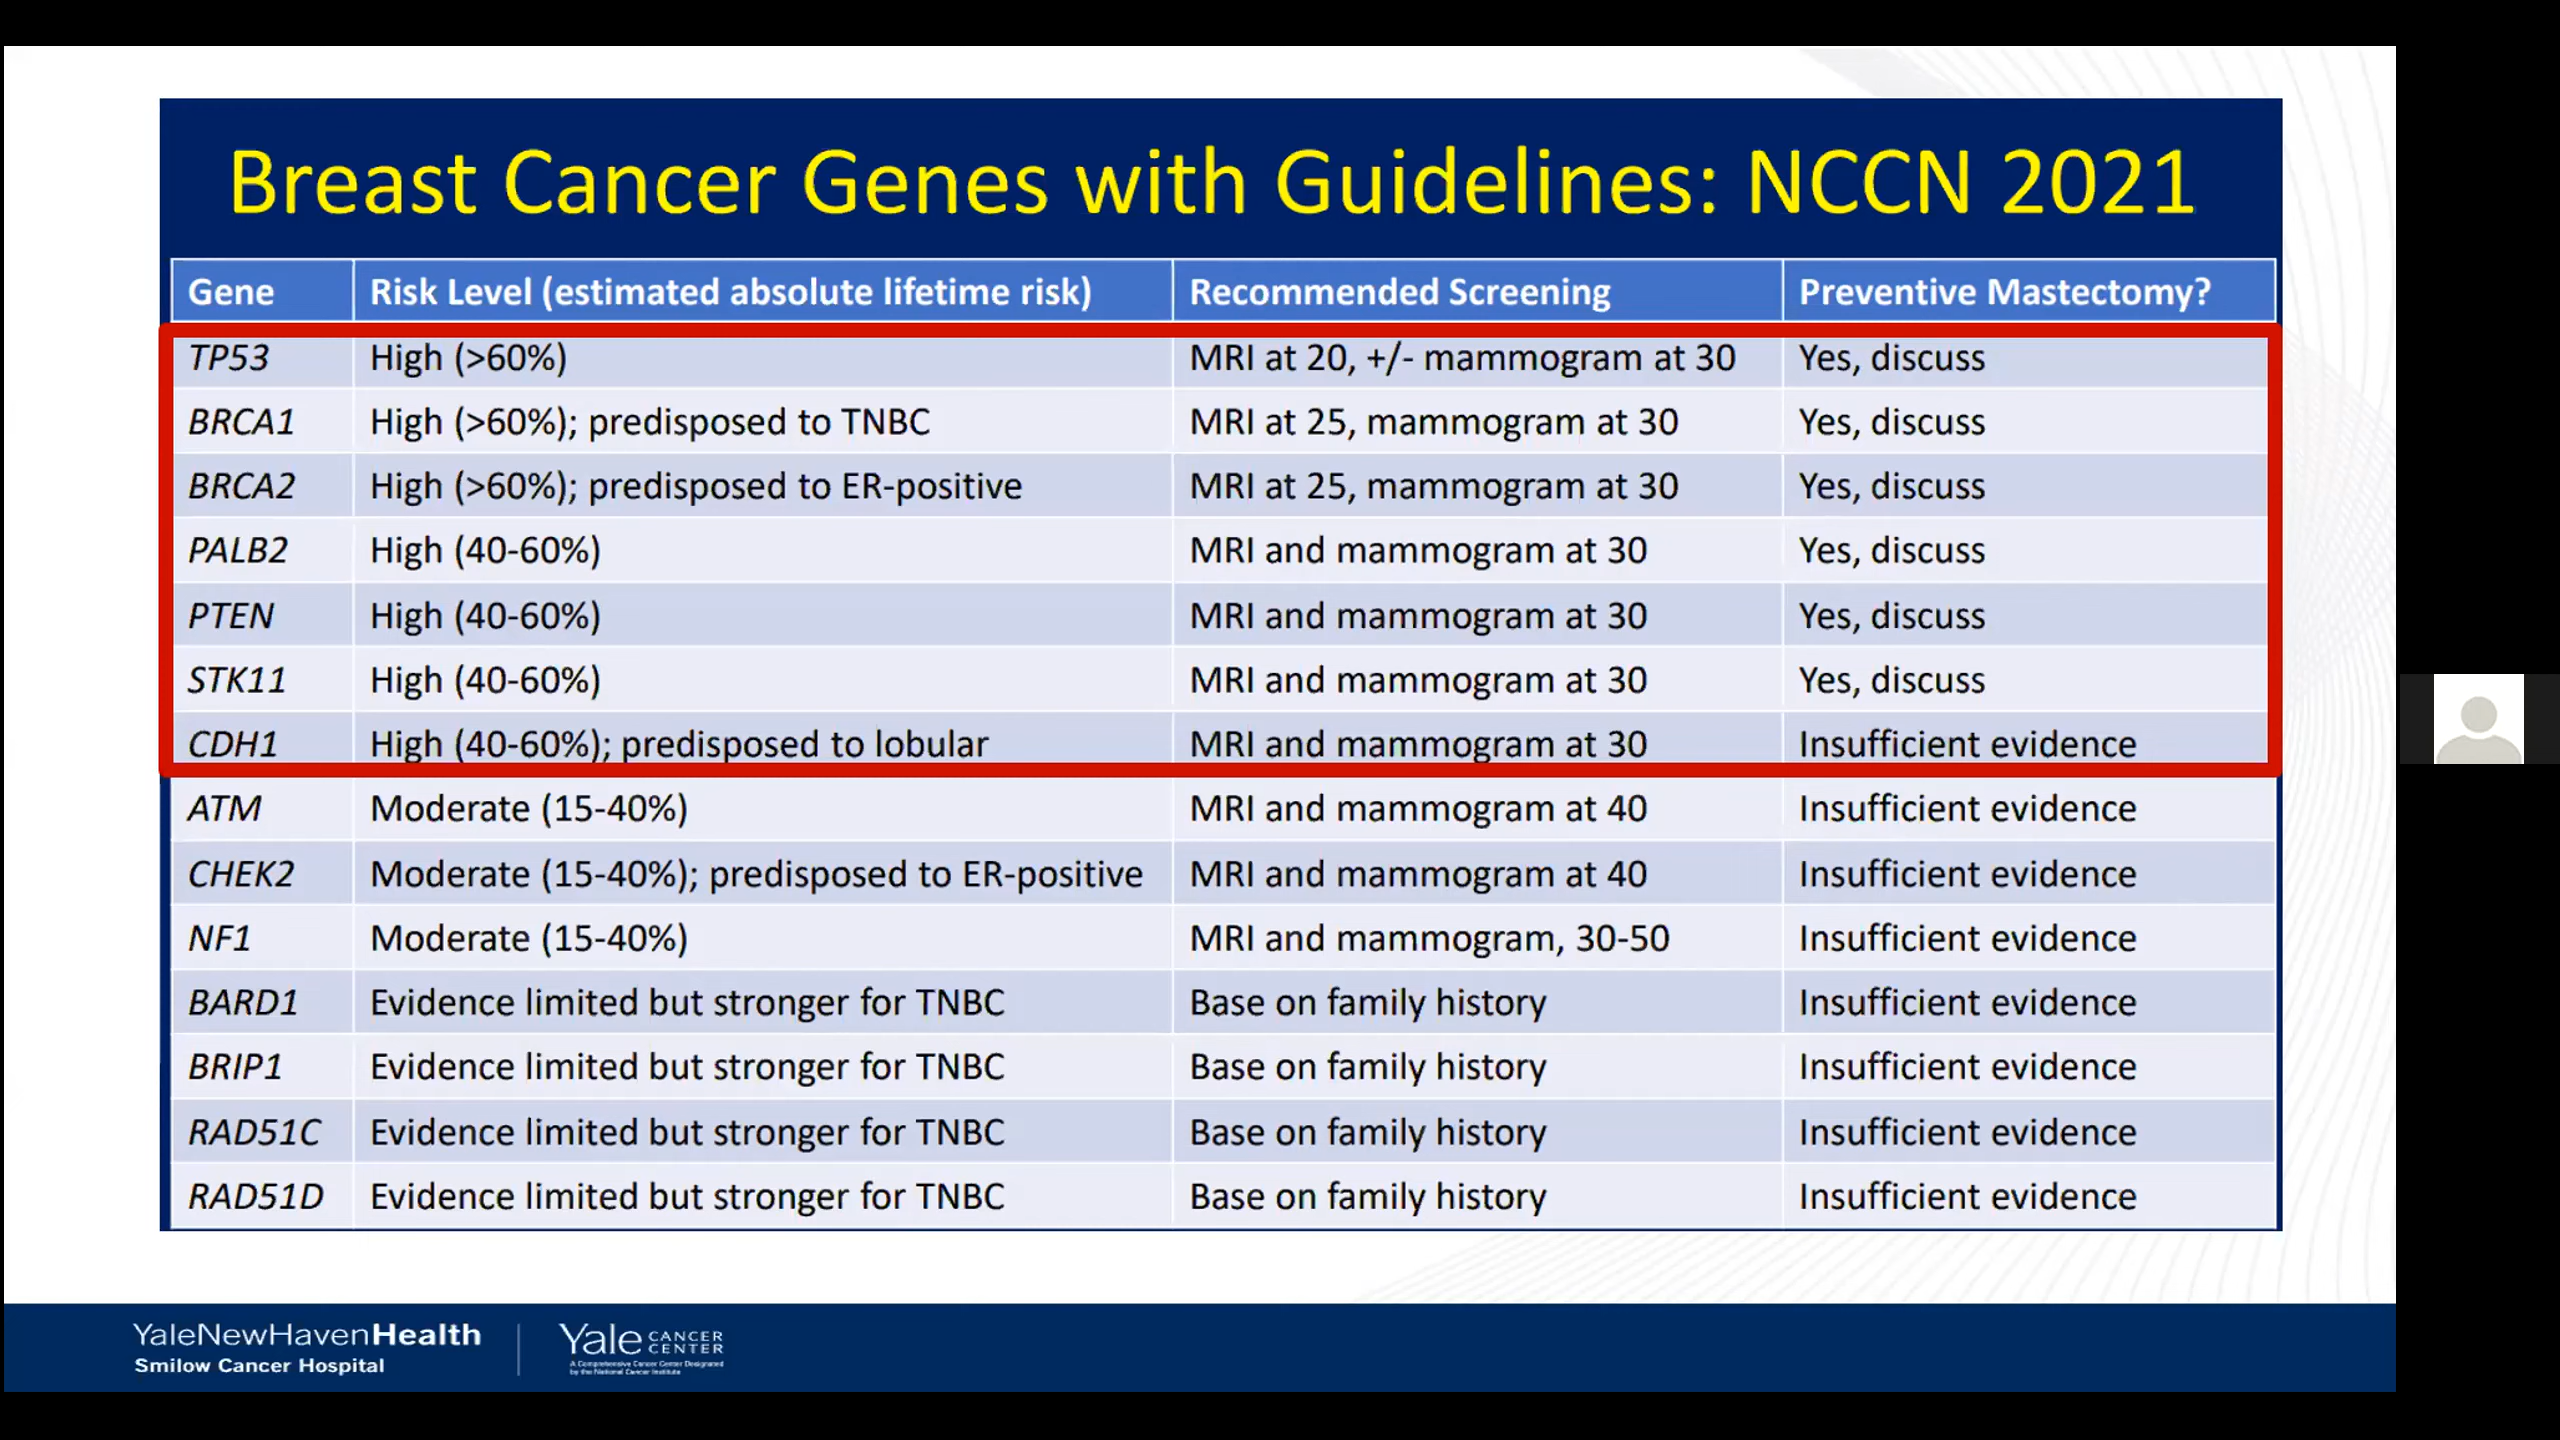 Breast Cancer Genes with Guidelines: NCCN 2021
Gene Risk Level (estimated absolute lifetime risk) Recommended Screening Preventive Mastectomy?
TP53 High (>60%) MRI at 20, +/- mammogram at 30 Yes, discuss
BRCA1 High (>60%); predisposed to TNBC MRI at 25, mammogram at 30 Yes, discuss
BRCA2 High (>60%); predisposed to ER-positive MRI at 25, mammogram at 30 Yes, discuss
PALB2 High (40-60%) MRI and mammogram at 30 Yes, discuss
PTEN High (40-60%) MRI and mammogram at 30 Yes, discuss
STK11 High (40-60%) MRI and mammogram at 30 Yes, discuss
CDH1 High (40-60%); predisposed to lobular MRI and mammogram at 30 Insufficient evidence
ATM Moderate (15-40%) MRI and mammogram at 40 Insufficient evidence
CHEK2 Moderate (15-40%); predisposed to ER-positive MRI and mammogram at 40 Insufficient evidence
NF1 Moderate (15-40%) MRI and mammogram, 30-50 Insufficient evidence
BARD1 Evidence limited but stronger for TNBC Base on family history Insufficient evidence
BRIP1 Evidence limited but stronger for TNBC Base on family history Insufficient evidence
RAD51C Evidence limited but stronger for TNBC Base on family history Insufficient evidence
RAD51D Evidence limited but stronger for TNBC Base on family history Insufficient evidence
YaleNewHavenHealth
Smilow Cancer Hospital
Yale CANCER CENTER
A Comprehensive Cancer Center Designated
by the National Cancer Institute